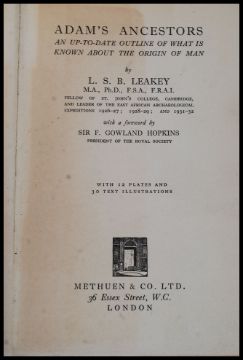 ADAM'S ANCESTORS
AN UP-TO-DATE OUTLINE OF WHAT IS
KNOWN ABOUT THE ORIGIN OF MAN
by
L. S. B. LEAKEY
M.A., Ph.D., F.S.A., F.R.A.I.
FELLOW OF ST. JOHN'S COLLEGE, CAMBRIDGE,
AND LEADER OF THE EAST AFRICAN ARCHÆOLOGICAL
EXPEDITIONS 1926-27; 1928-29; AND 1931-32
with a foreword by
SIR F. GOWLAND HOPKINS
PRESIDENT OF THE ROYAL SOCIETY
WITH 12 PLATES AND
30 TEXT ILLUSTRATIONS
METHUEN & CO. LTD.
36 Essex Street, W.C.
LONDON